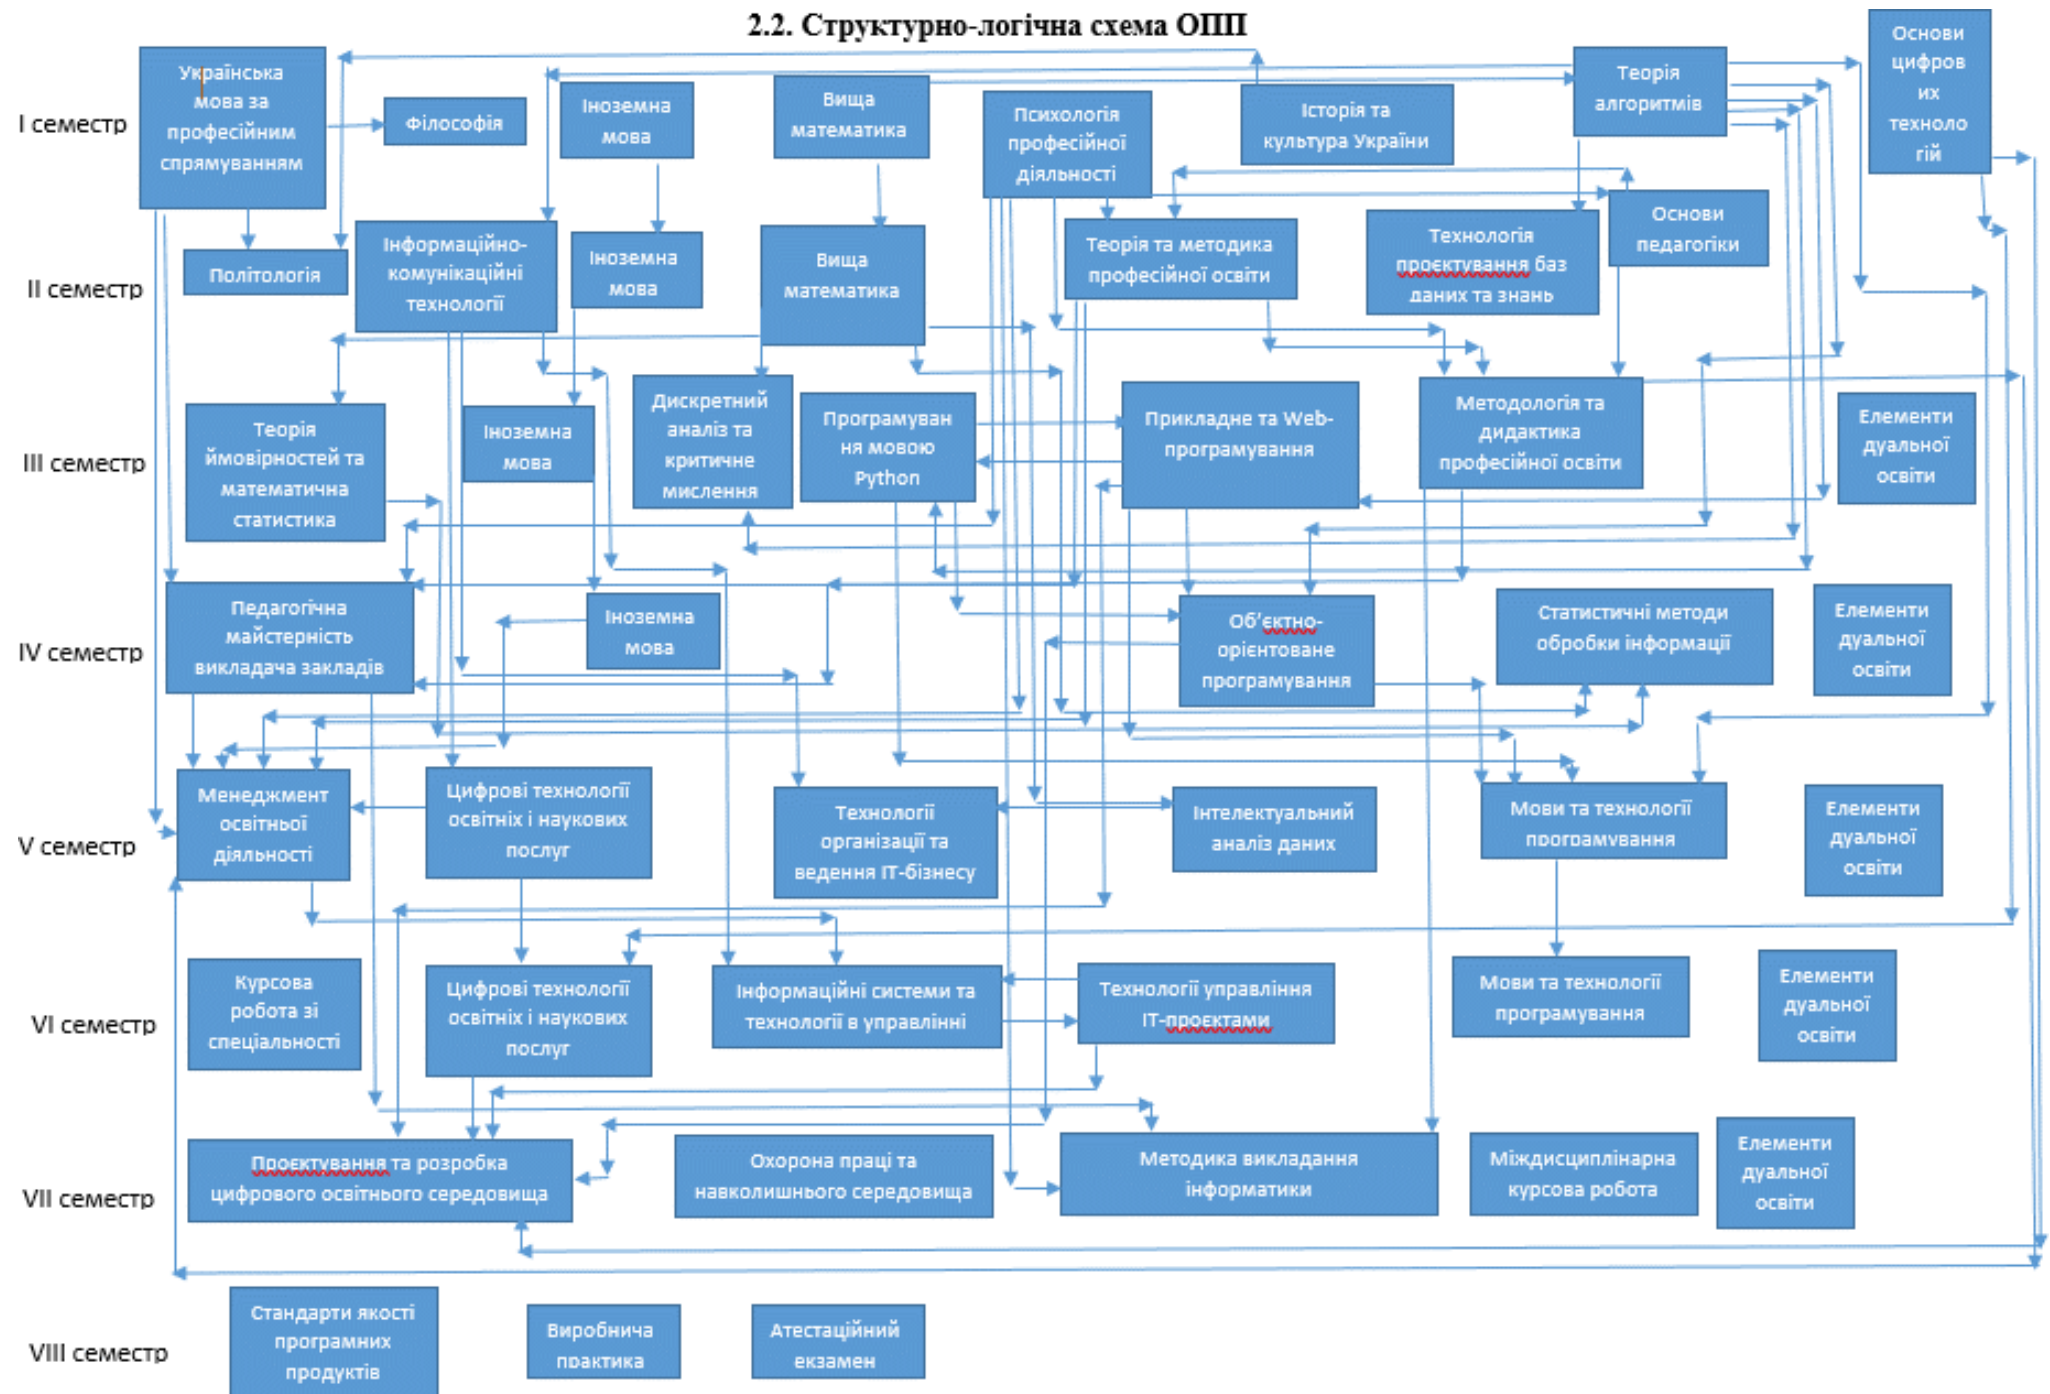 2.2. Структурно-логічна схема ОПП
I семестр
Українська
мова за
професійним
спрямуванням
Філософія
Іноземна
мова
Вища
математика
Психологія
професійної
діяльності
Історія та
культура України
Теорія
алгоритмів
Основи
цифров
их
техноло
гій
II семестр
Політологія
Інформаційно-
комунікаційні
технології
Іноземна
мова
Вища
математика
Теорія та методика
професійної освіти
Технологія
проєктування баз
даних та знань
Основи
педагогіки
III семестр
Теорія
ймовірностей та
математична
статистика
Іноземна
мова
Дискретний
аналіз та
критичне
мислення
Програмуван
ня мовою
Python
Прикладне та Web-
програмування
Методологія та
дидактика
професійної освіти
Елементи
дуальної
освіти
IV семестр
Педагогічна
майстерність
викладача закладів
Іноземна
мова
Об’єктно-
орієнтоване
програмування
Статистичні методи
обробки інформації
Елементи
дуальної
освіти
V семестр
Менеджмент
освітньої
діяльності
Цифрові технології
освітніх і наукових
послуг
Технології
організації та
ведення ІТ-бізнесу
Інтелектуальний
аналіз даних
Мови та технології
програмування
Елементи
дуальної
освіти
VI семестр
Курсова
робота зі
спеціальності
Цифрові технології
освітніх і наукових
послуг
Інформаційні системи та
технології в управлінні
Технології управління
ІТ-проєктами
Мови та технології
програмування
Елементи
дуальної
освіти
VII семестр
Проєктування та розробка
цифрового освітнього середовища
Охорона праці та
навколишнього середовища
Методика викладання
інформатики
Міждисциплінарна
курсова робота
Елементи
дуальної
освіти
VIII семестр
Стандарти якості
програмних
продуктів
Виробнича
практика
Атестаційний
екзамен